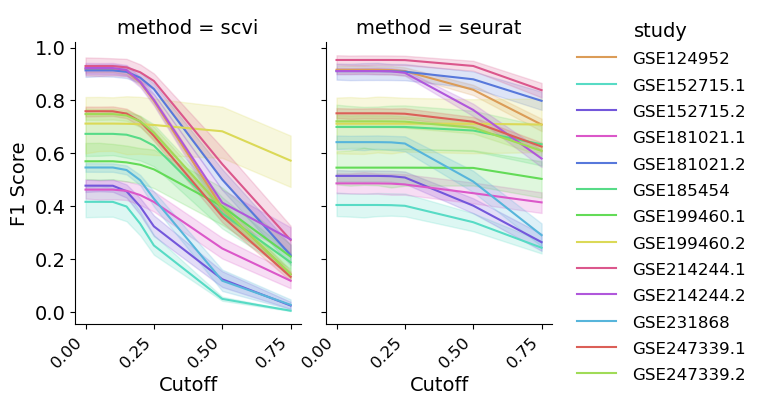 method = scvi
method = seurat
study
GSE124952
GSE152715.1
GSE152715.2
GSE181021.1
GSE181021.2
GSE185454
GSE199460.1
GSE199460.2
GSE214244.1
GSE214244.2
GSE231868
GSE247339.1
GSE247339.2
F1 Score
1.0
0.8
0.6
0.4
0.2
0.0
0.00
0.25
0.50
0.75
0.00
0.25
0.50
0.75
Cutoff
Cutoff